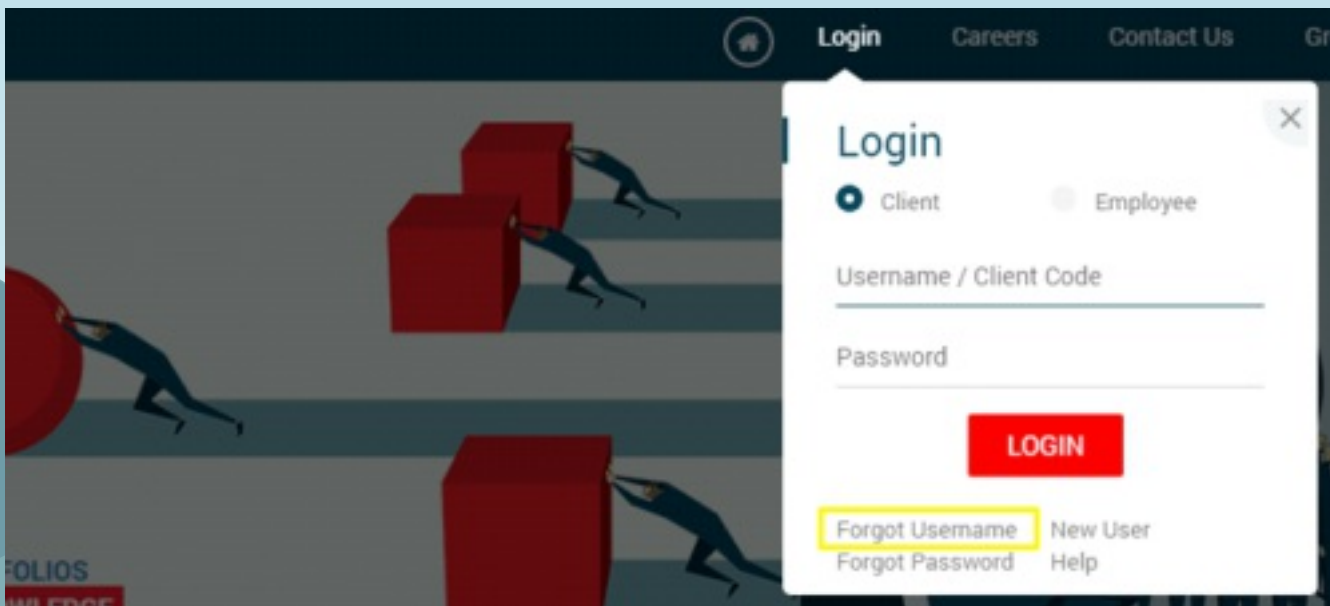 Login Careers Contact Us Gr
Login
Client Employee
Username / Client Code
Password
LOGIN
Forgot Username New User
Forgot Password Help
FOLIOS